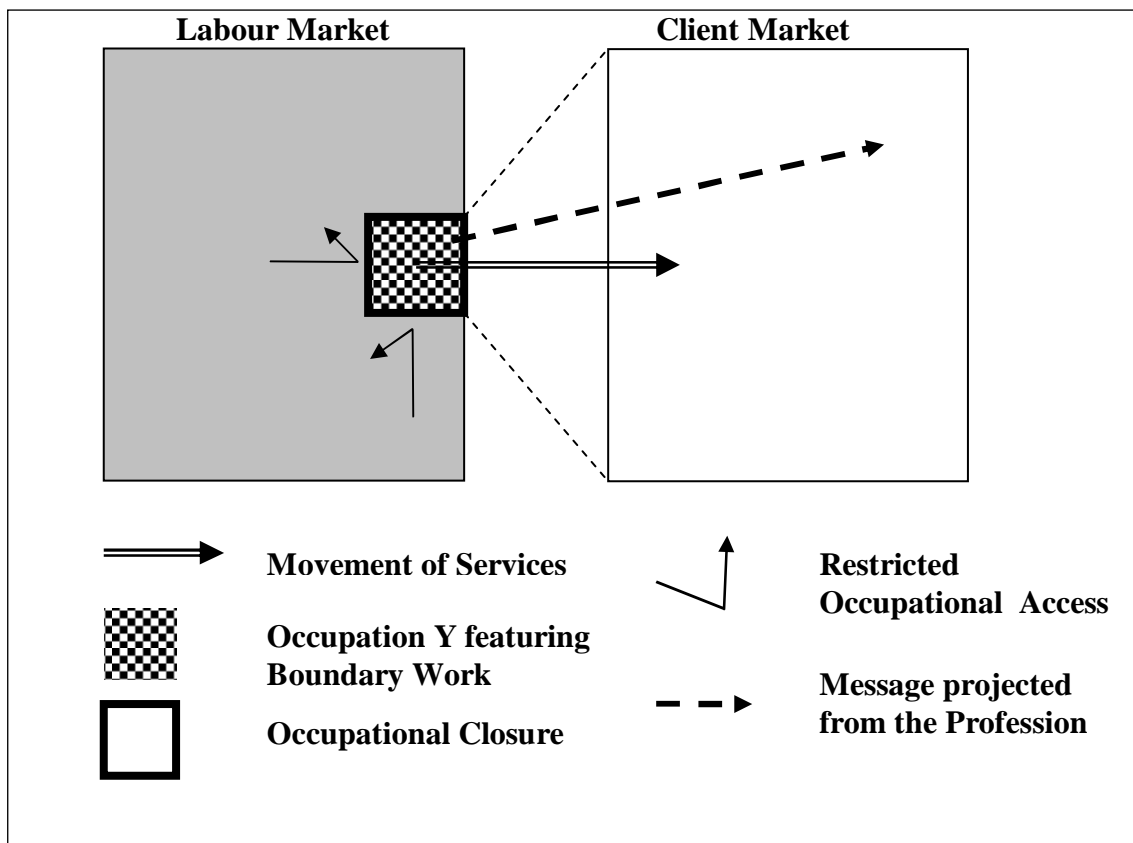 Labour Market
Client Market
Movement of Services
Occupation Y featuring
Boundary Work
Occupational Closure
Restricted
Occupational Access
Message projected
from the Profession